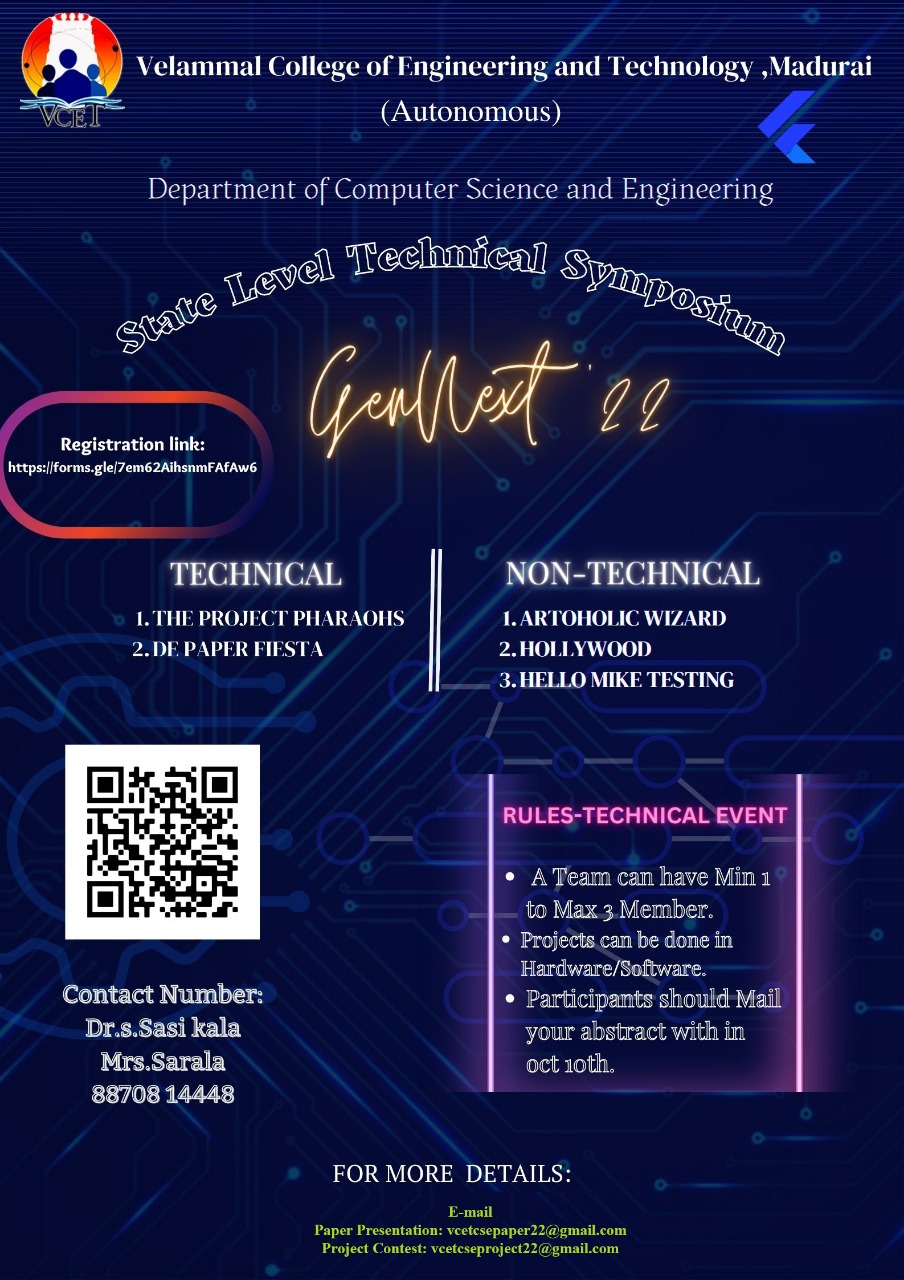 VCET
Velammal College of Engineering and Technology ,Madurai
(Autonomous)
Department of Computer Science and Engineering
State Level Technical Symposium
GenNext '22
Registration link:
https://forms.gle/7em62AihsnmFAfAw6
TECHNICAL
1. THE PROJECT PHARAOHS
2. DE PAPER FIESTA
NON-TECHNICAL
1. ARTOHOLIC WIZARD
2. HOLLYWOOD
3. HELLO MIKE TESTING
RULES-TECHNICAL EVENT
• A Team can have Min 1
to Max 3 Member.
• Projects can be done in
Hardware/Software.
• Participants should Mail
your abstract with in
oct 10th.
Contact Number:
Dr.s.Sasi kala
Mrs.Sarala
88708 14448
FOR MORE DETAILS:
E-mail
Paper Presentation: vcetcsepaper22@gmail.com
Project Contest: vcetcseproject22@gmail.com